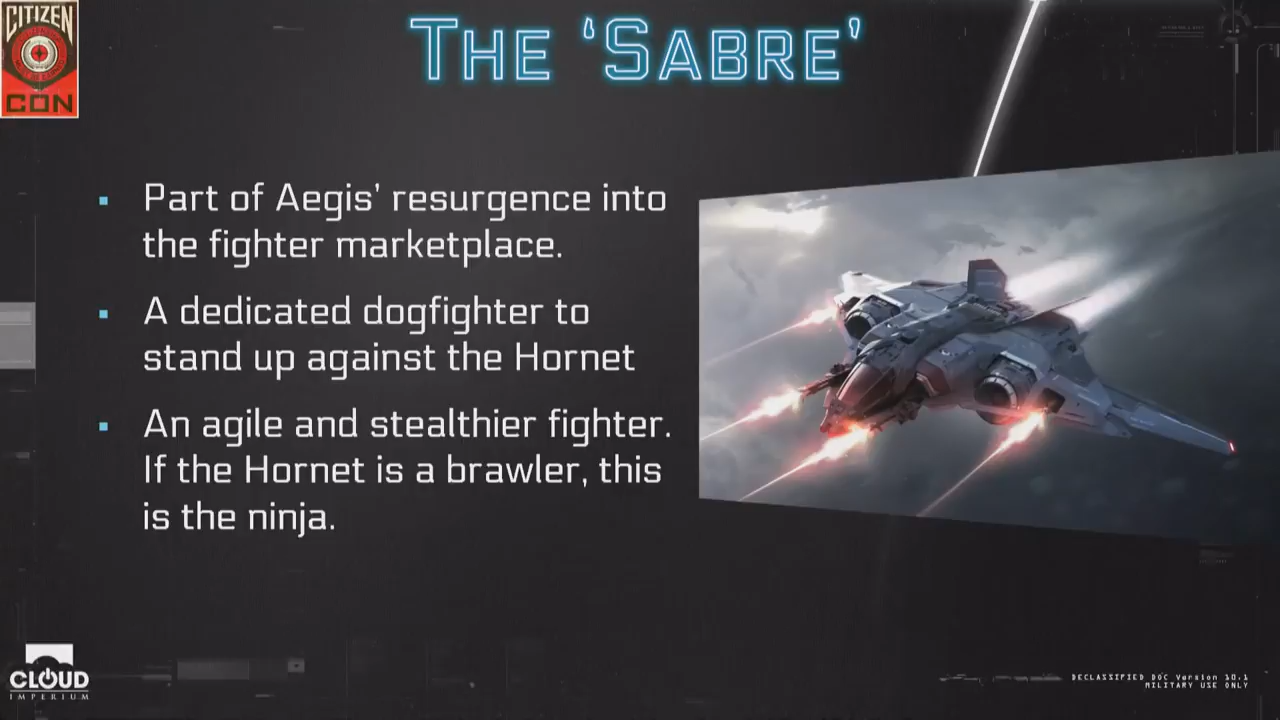 CITIZEN
CON
THE ‘SABRE’
Part of Aegis’ resurgence into
the fighter marketplace.
A dedicated dogfighter to
stand up against the Hornet
An agile and stealthier fighter.
If the Hornet is a brawler, this
is the ninja.
CLOUD
IMPERIUM
DECLASSIFIED DOC Version 10.1
MILITARY USE ONLY